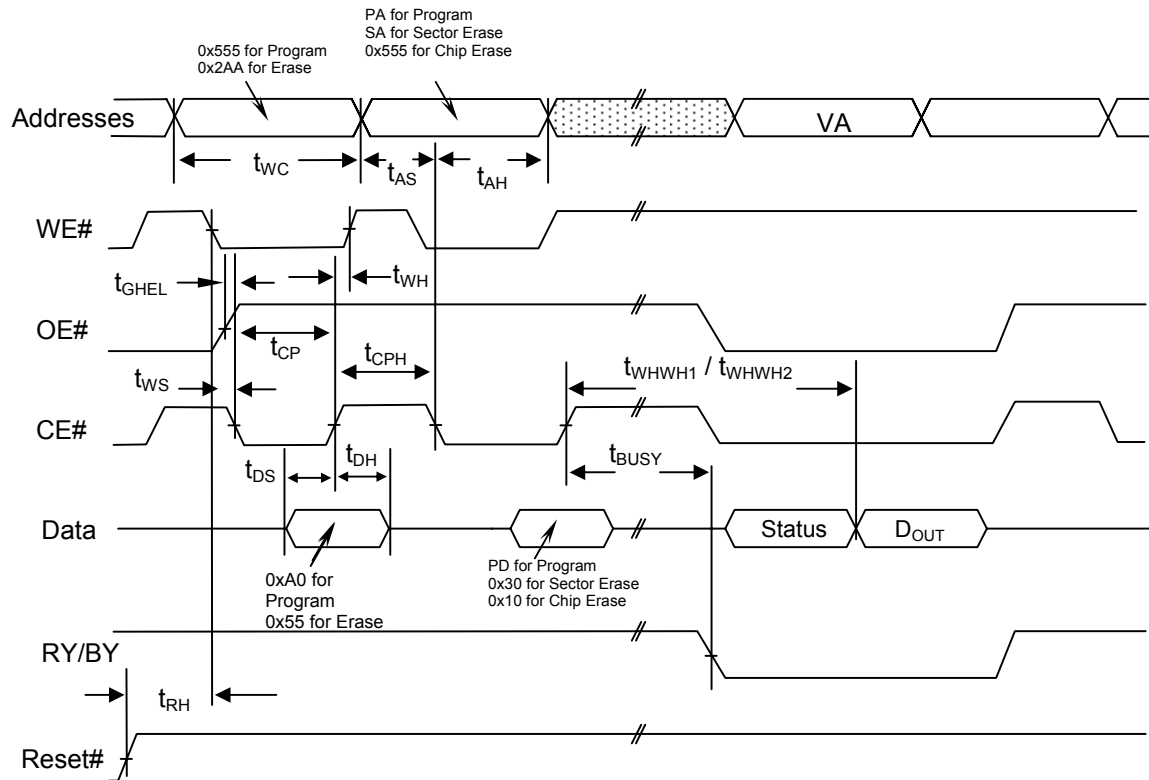 PA for Program
SA for Sector Erase
0x555 for Chip Erase
0x555 for Program
0x2AA for Erase
Addresses
VA
tWC
tAS
tAH
WE#
tGHEL
tWH
OE#
tCP
tCPH
tWHWH1 / tWHWH2
tWS
CE#
tDS
tDH
tBUSY
Data
Status
DOUT
0xA0 for
Program
0x55 for Erase
PD for Program
0x30 for Sector Erase
0x10 for Chip Erase
RY/BY
tRH
Reset#